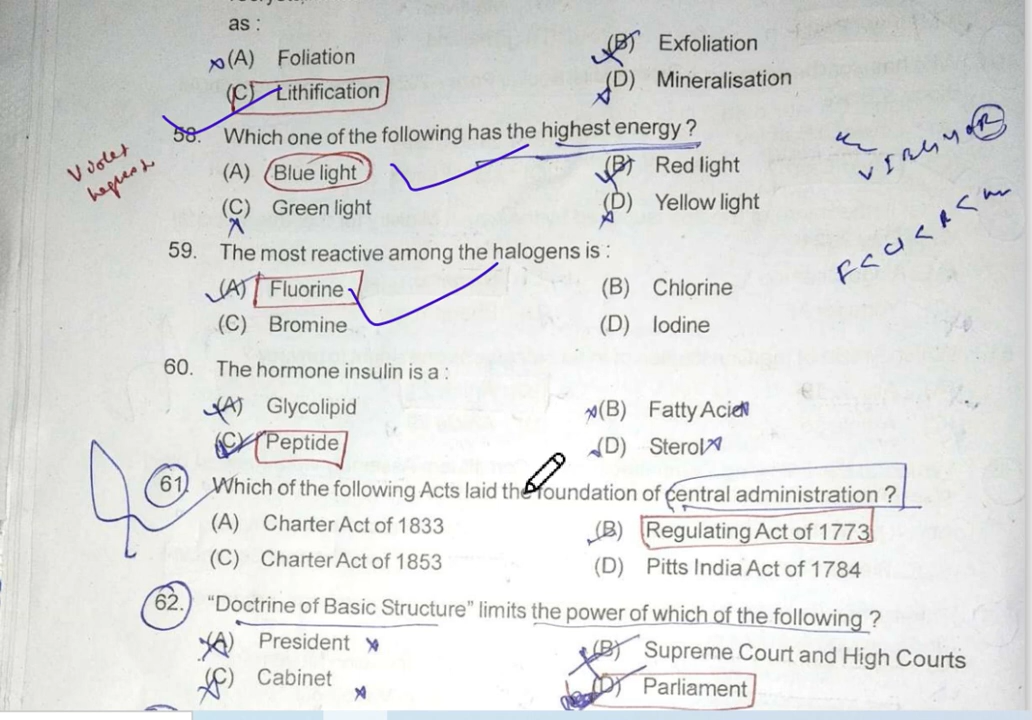 as :
(A) Foliation (B) Exfoliation
(C) Lithification (D) Mineralisation
58. Which one of the following has the highest energy ?
Violet
highest
(A) Blue light (B) Red light
(C) Green light (D) Yellow light
59. The most reactive among the halogens is :
(A) Fluorine (B) Chlorine
(C) Bromine (D) Iodine
60. The hormone insulin is a :
(A) Glycolipid (B) Fatty Acid
(C) Peptide (D) Sterol
61. Which of the following Acts laid the foundation of central administration ?
(A) Charter Act of 1833 (B) Regulating Act of 1773
(C) Charter Act of 1853 (D) Pitts India Act of 1784
62. “Doctrine of Basic Structure” limits the power of which of the following ?
(A) President (B) Supreme Court and High Courts
(C) Cabinet (D) Parliament